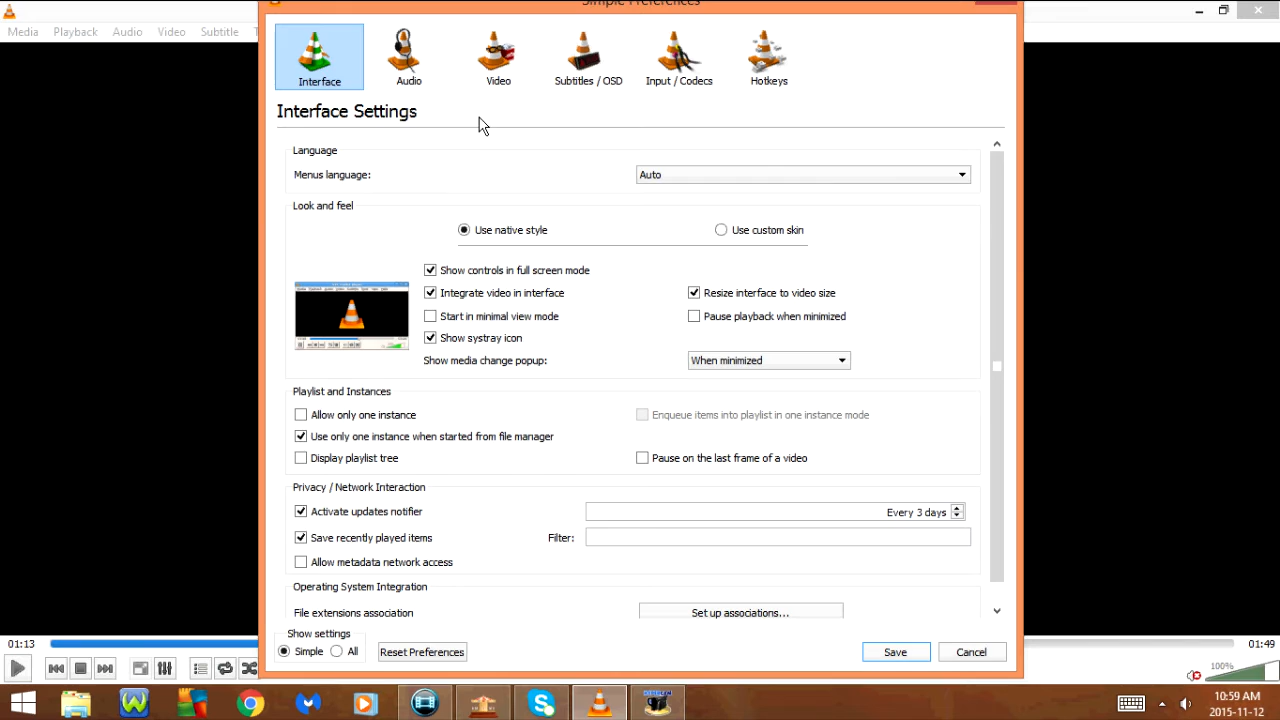 Simple Preferences
Media Playback Audio Video Subtitle
Interface Audio Video Subtitles / OSD Input / Codecs Hotkeys
Interface Settings
Language
Menus language: Auto
Look and feel
Use native style Use custom skin
Show controls in full screen mode
Integrate video in interface Resize interface to video size
Start in minimal view mode Pause playback when minimized
Show systray icon
Show media change popup: When minimized
Playlist and Instances
Allow only one instance Enqueue items into playlist in one instance mode
Use only one instance when started from file manager
Display playlist tree Pause on the last frame of a video
Privacy / Network Interaction
Activate updates notifier Every 3 days
Save recently played items Filter:
Allow metadata network access
Operating System Integration
File extensions association Set up associations...
Show settings
01:13 01:49
Simple All Reset Preferences Save Cancel
100%
10:59 AM
2015-11-12